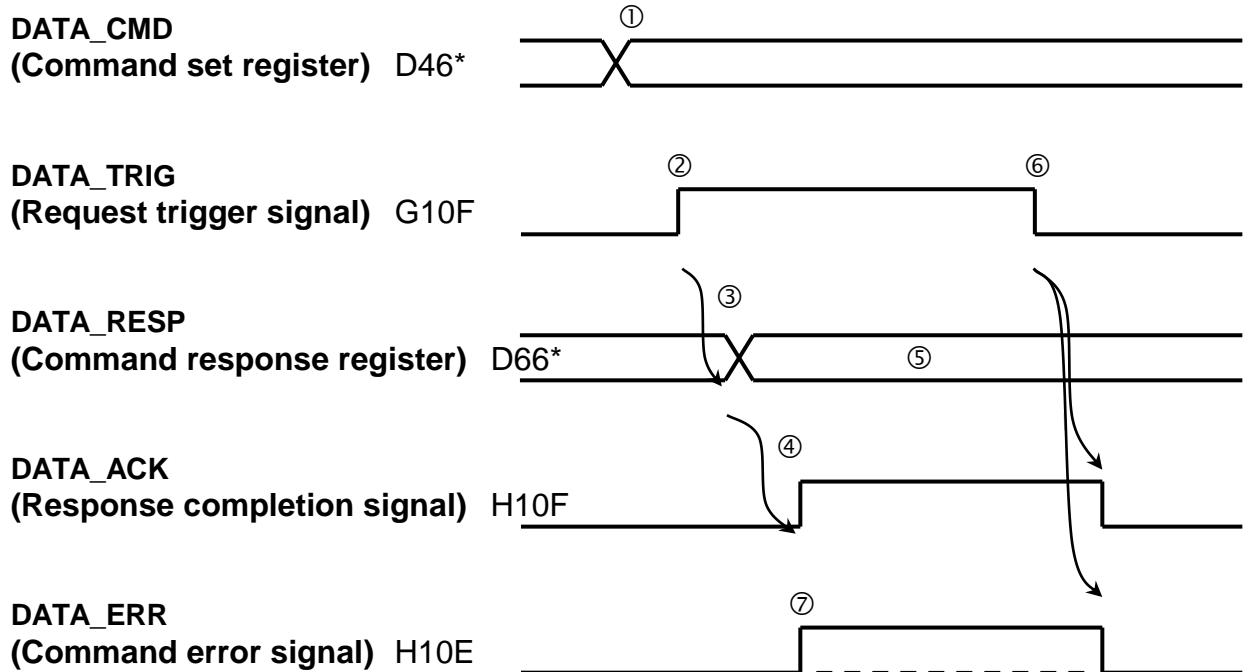 ①
DATA_CMD
(Command set register) D46*
② ⑥
DATA_TRIG
(Request trigger signal) G10F
③
DATA_RESP
(Command response register) D66*
⑤
④
DATA_ACK
(Response completion signal) H10F
⑦
DATA_ERR
(Command error signal) H10E